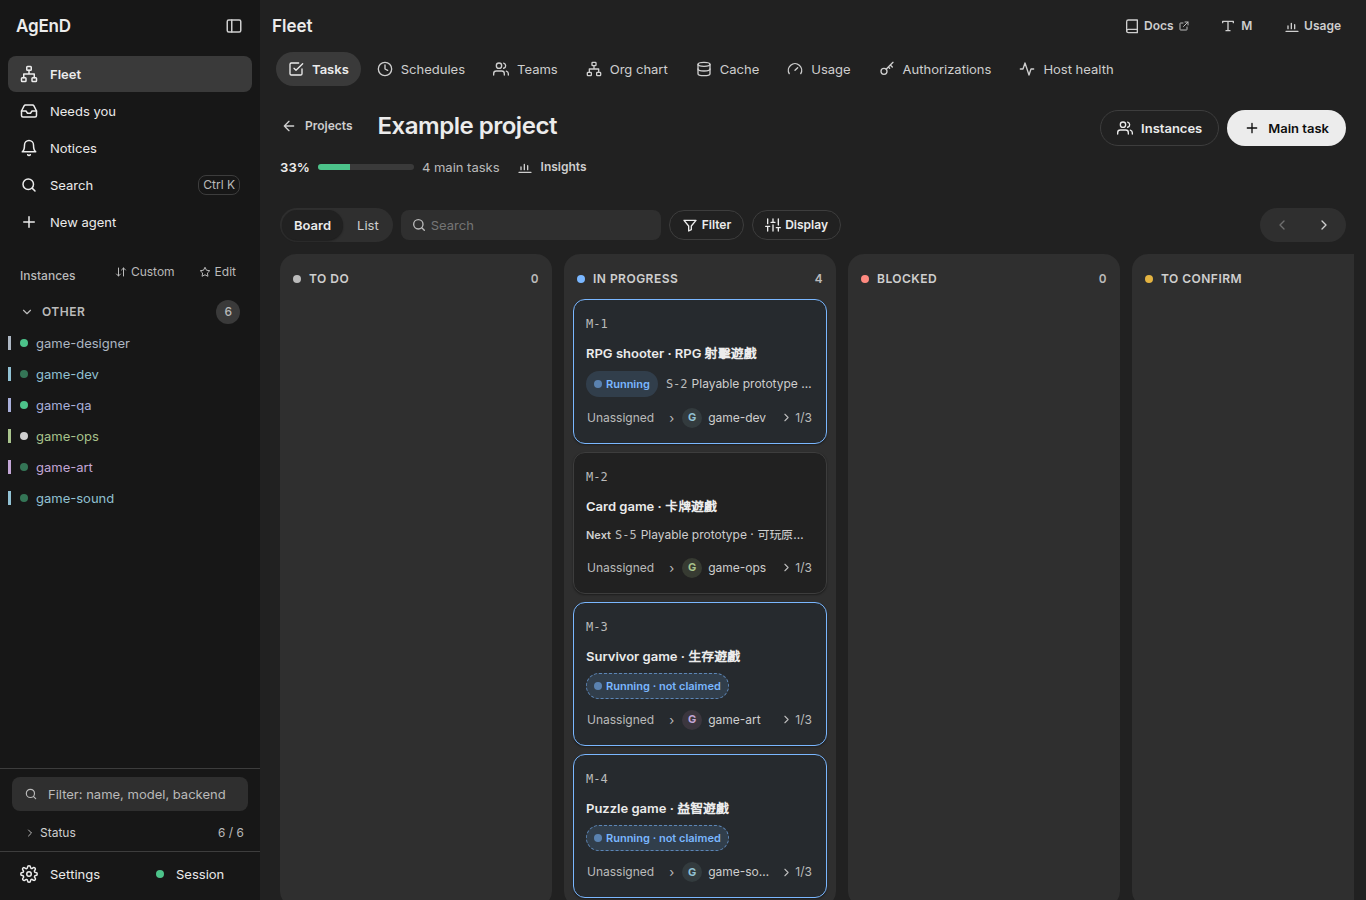 AgEnD
Fleet
Needs you
Notices
Search
Ctrl K
New agent
Instances
Custom
Edit
OTHER
6
game-designer
game-dev
game-qa
game-ops
game-art
game-sound
Filter: name, model, backend
Status
6 / 6
Settings
Session
Fleet
Docs
M
Usage
Tasks
Schedules
Teams
Org chart
Cache
Usage
Authorizations
Host health
Projects
Example project
Instances
Main task
33%
4 main tasks
Insights
Board
List
Search
Filter
Display
TO DO
0
IN PROGRESS
4
M-1
RPG shooter · RPG 射擊遊戲
Running
S-2 Playable prototype ...
Unassigned
G
game-dev
1/3
M-2
Card game · 卡牌遊戲
Next S-5 Playable prototype · 可玩原...
Unassigned
G
game-ops
1/3
M-3
Survivor game · 生存遊戲
Running · not claimed
Unassigned
G
game-art
1/3
M-4
Puzzle game · 益智遊戲
Running · not claimed
Unassigned
G
game-so...
1/3
BLOCKED
0
TO CONFIRM